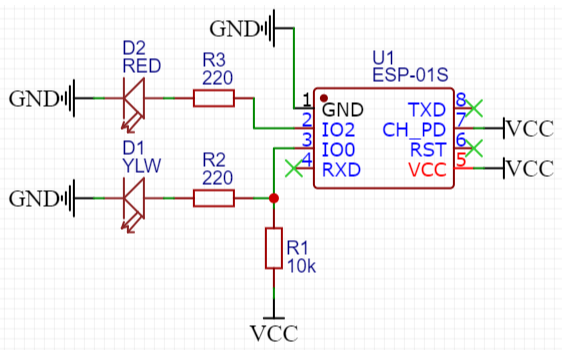 GND
D2
RED
R3
220
GND
U1
ESP-01S
1
GND
2
IO2
3
IO0
4
RXD
TXD
8
CH_PD
7
VCC
RST
6
VCC
5
VCC
D1
YLW
R2
220
GND
R1
10k
VCC